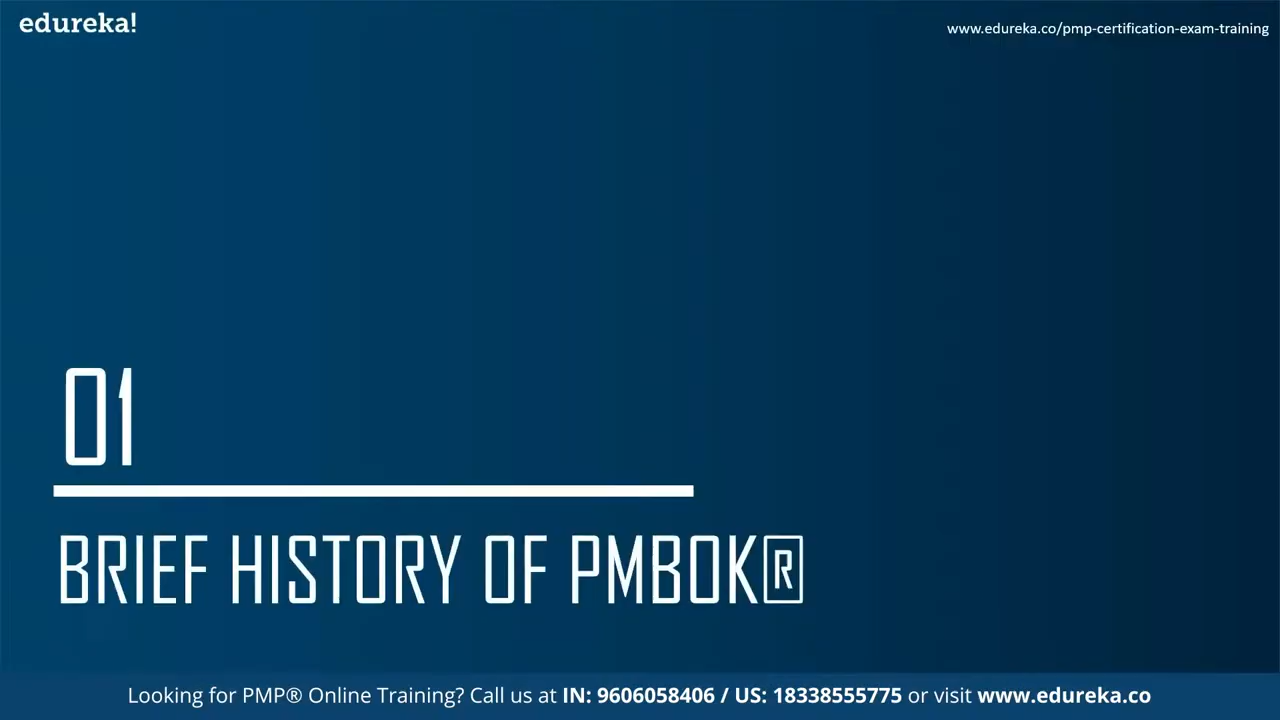 edureka!
www.edureka.co/pmp-certification-exam-training
01
BRIEF HISTORY OF PMBOK®
Looking for PMP® Online Training? Call us at IN: 9606058406 / US: 18338555775 or visit www.edureka.co